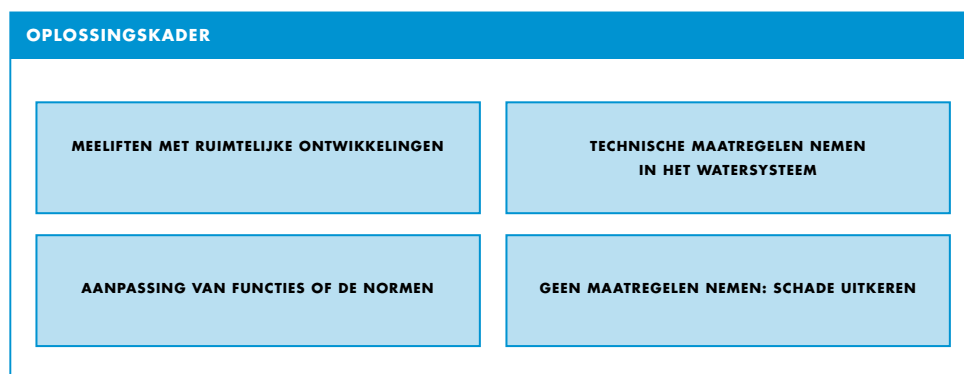 OPLOSSINGSKADER
MEELIFTEN MET RUIMTELIJKE ONTWIKKELINGEN
TECHNISCHE MAATREGELEN NEMEN
IN HET WATERSYSTEEM
AANPASSING VAN FUNCTIES OF DE NORMEN
GEEN MAATREGELEN NEMEN: SCHADE UITKEREN